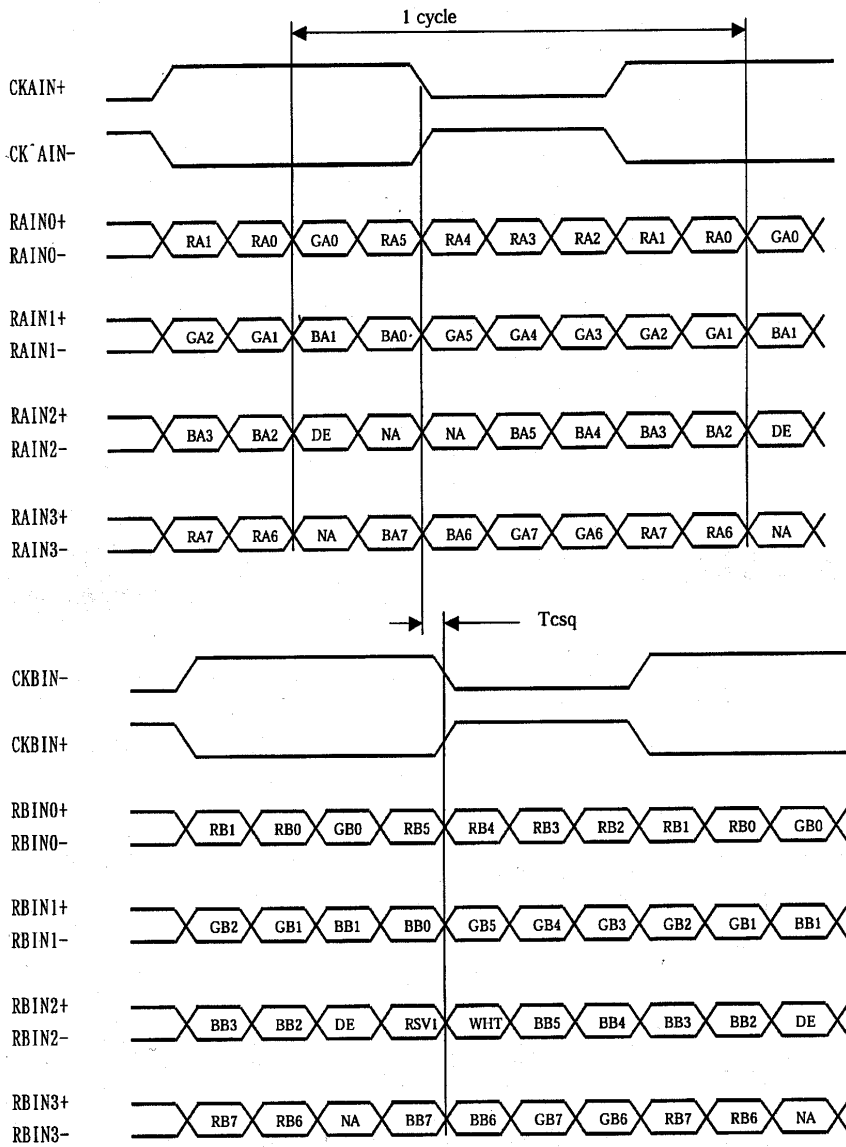 1 cycle
CKAIN+
CK^AIN-
RAIN0+
RA1 RA0 GA0 RA5 RA4 RA3 RA2 RA1 RA0 GA0
RAIN0-
RAIN1+
GA2 GA1 BA1 BA0 GA5 GA4 GA3 GA2 GA1 BA1
RAIN1-
RAIN2+
BA3 BA2 DE NA NA BA5 BA4 BA3 BA2 DE
RAIN2-
RAIN3+
RA7 RA6 NA BA7 BA6 GA7 GA6 RA7 RA6 NA
RAIN3-
Tcsq
CKBIN-
CKBIN+
RBIN0+
RB1 RB0 GB0 RB5 RB4 RB3 RB2 RB1 RB0 GB0
RBIN0-
RBIN1+
GB2 GB1 BB1 BB0 GB5 GB4 GB3 GB2 GB1 BB1
RBIN1-
RBIN2+
BB3 BB2 DE RSV1 WHT BB5 BB4 BB3 BB2 DE
RBIN2-
RBIN3+
RB7 RB6 NA BB7 BB6 GB7 GB6 RB7 RB6 NA
RBIN3-